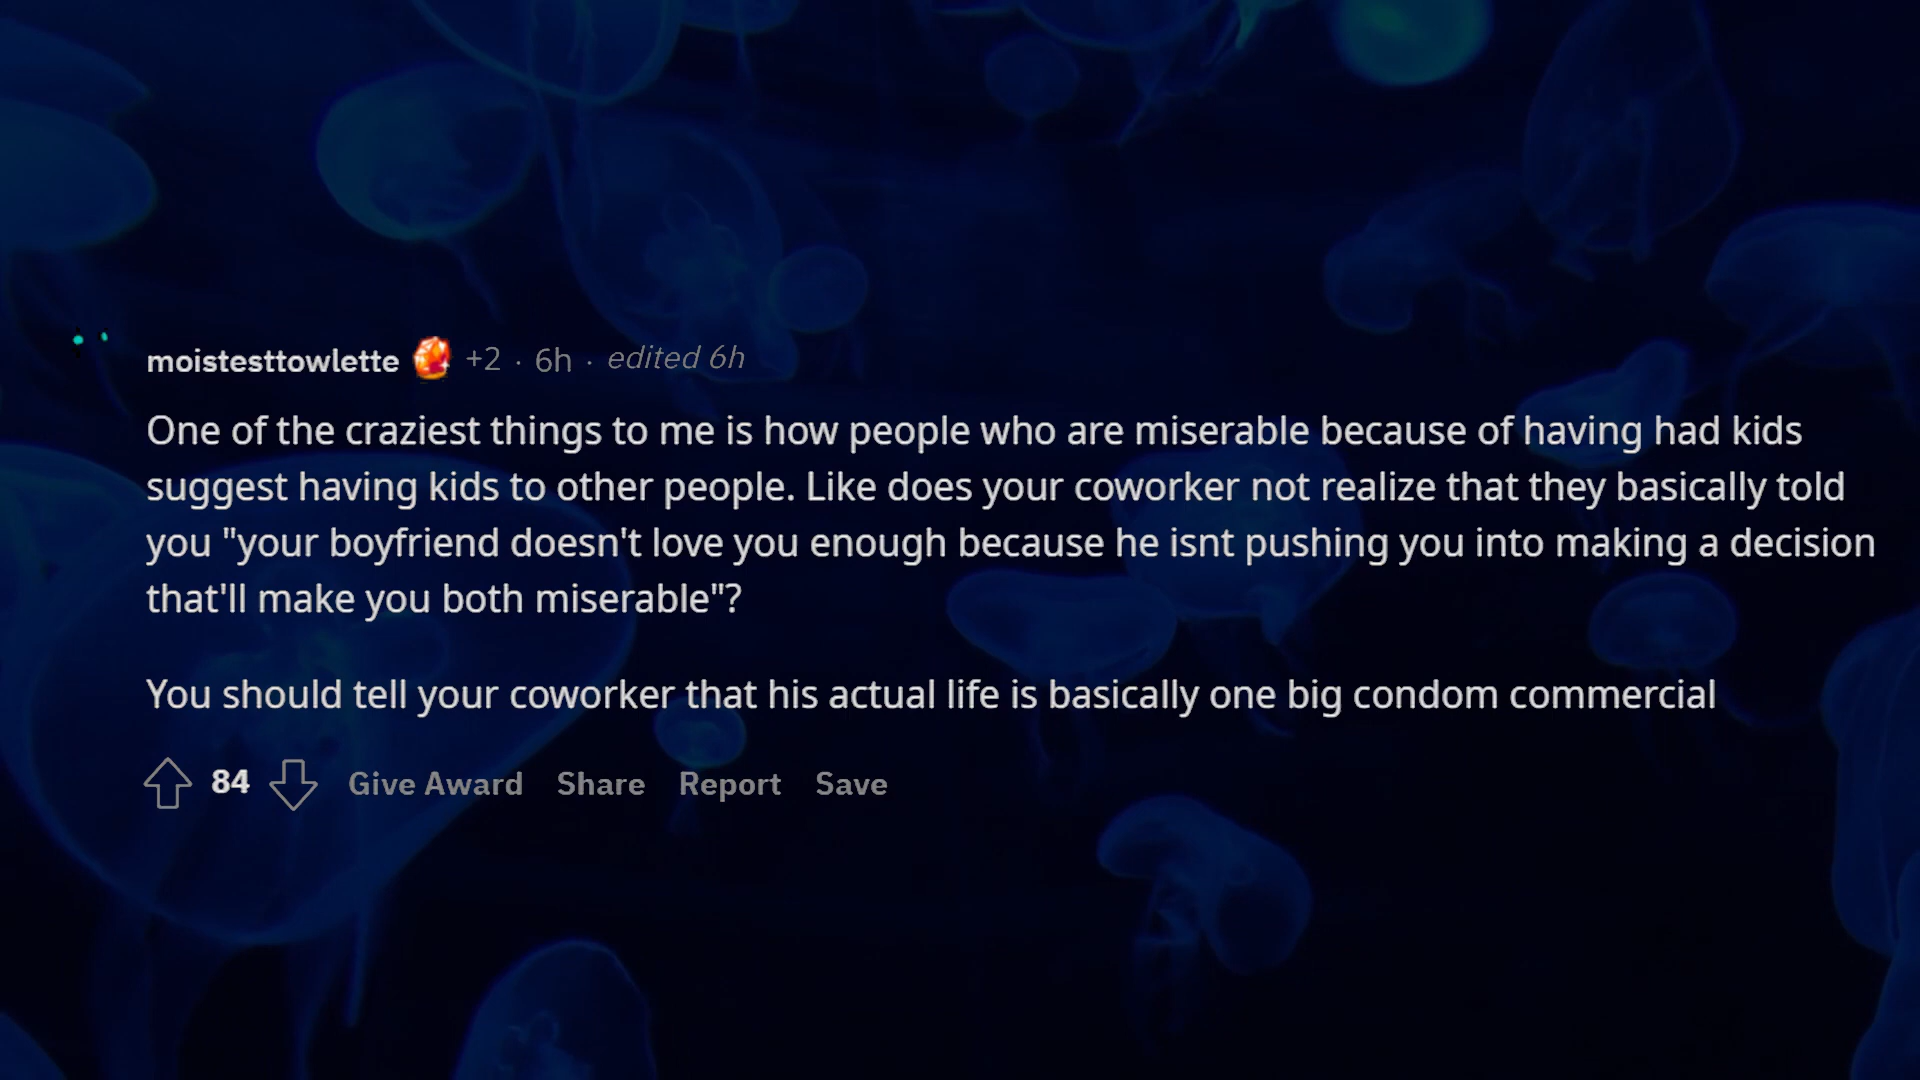 moistesttowlette +2 · 6h · edited 6h
One of the craziest things to me is how people who are miserable because of having had kids
suggest having kids to other people. Like does your coworker not realize that they basically told
you "your boyfriend doesn't love you enough because he isnt pushing you into making a decision
that'll make you both miserable"?
You should tell your coworker that his actual life is basically one big condom commercial
84 Give Award Share Report Save